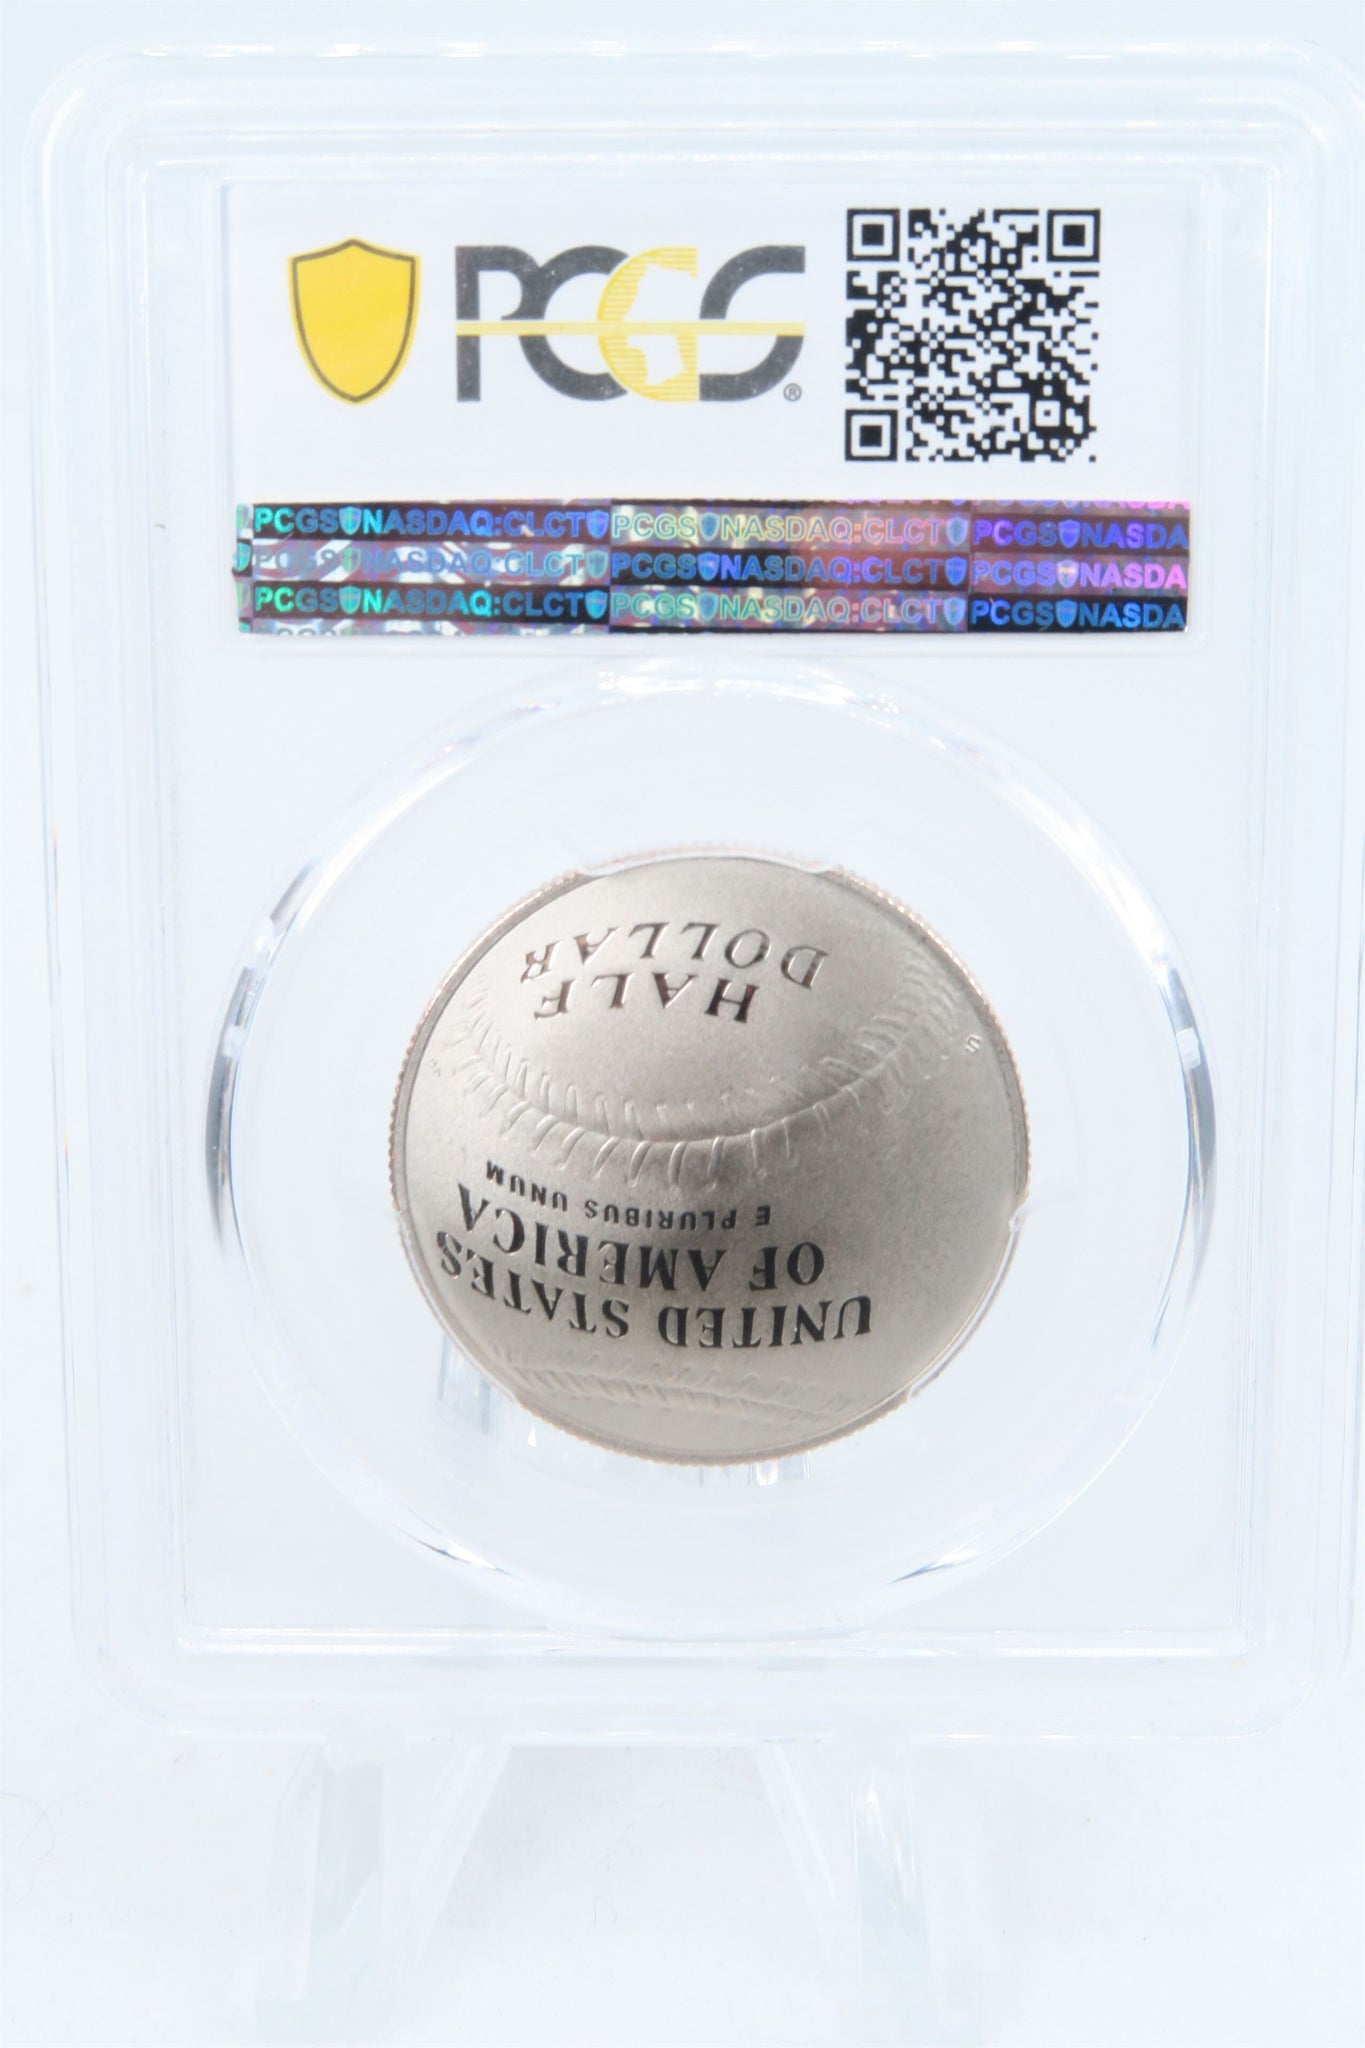 PCGS®
PCGS NASDAQ:CLCT PCGS NASDAQ:CLCT PCGS NASDA
PCGS NASDAQ:CLCT PCGS NASDAQ:CLCT PCGS NASDA
PCGS NASDAQ:CLCT PCGS NASDAQ:CLCT PCGS NASDA
UNITED STATES
OF AMERICA
E PLURIBUS UNUM
HALF
DOLLAR
S